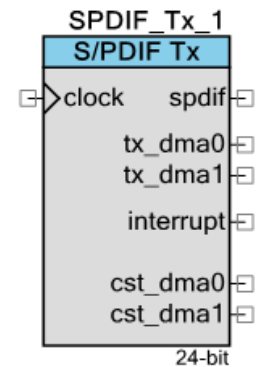 SPDIF_Tx_1
S/PDIF Tx
clock spdif
tx_dma0
tx_dma1
interrupt
cst_dma0
cst_dma1
24-bit